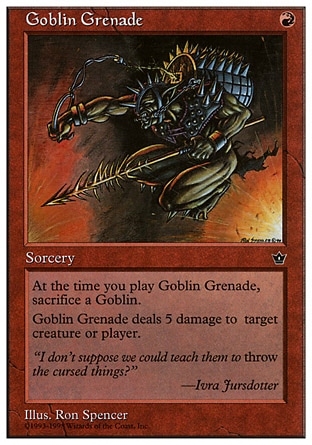 Goblin Grenade
Sorcery
At the time you play Goblin Grenade,
sacrifice a Goblin.
Goblin Grenade deals 5 damage to target
creature or player.
"I don't suppose we could teach them to throw
the cursed things?"
—Ivra Jursdotter
Illus. Ron Spencer